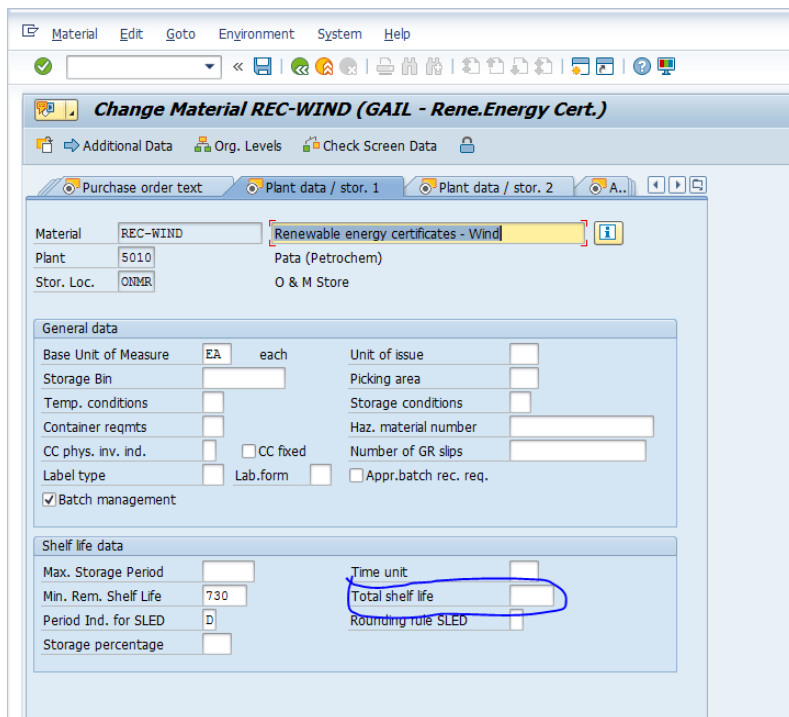 Material Edit Goto Environment System Help
Change Material REC-WIND (GAIL - Rene.Energy Cert.)
Additional Data Org. Levels Check Screen Data
Purchase order text Plant data / stor. 1 Plant data / stor. 2 A..
Material REC-WIND Renewable energy certificates - Wind
Plant 5010 Pata (Petrochem)
Stor. Loc. ONMR O & M Store
General data
Base Unit of Measure EA each Unit of issue
Storage Bin Picking area
Temp. conditions Storage conditions
Container reqmts Haz. material number
CC phys. inv. ind. CC fixed Number of GR slips
Label type Lab.form Appr.batch rec. req.
Batch management
Shelf life data
Max. Storage Period Time unit
Min. Rem. Shelf Life 730 Total shelf life
Period Ind. for SLED D Rounding rule SLED
Storage percentage